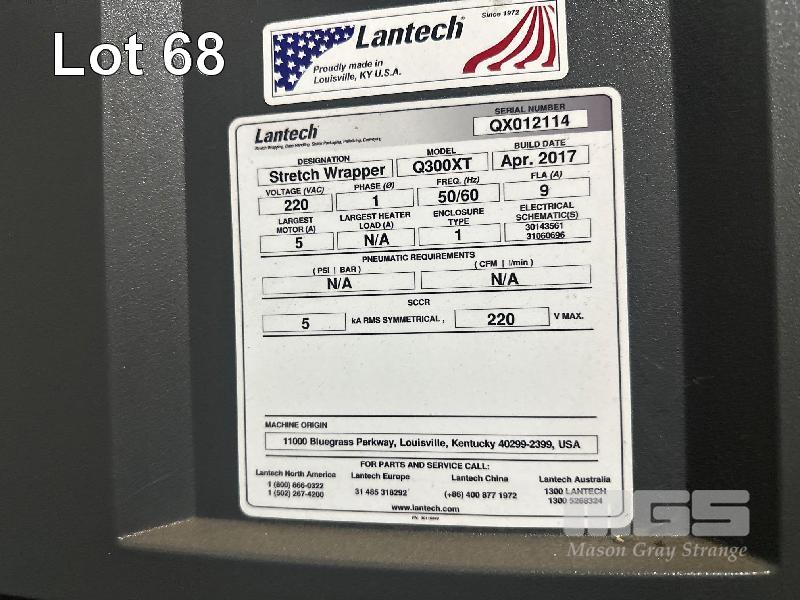 Lot 68
Lantech
Since 1972
Proudly made in
Louisville, KY U.S.A.
Lantech
SERIAL NUMBER
QX012114
DESIGNATION
Stretch Wrapper
MODEL
Q300XT
BUILD DATE
Apr. 2017
VOLTAGE (VAC)
220
PHASE (Ø)
1
FREQ. (Hz)
50/60
FLA (A)
9
LARGEST
MOTOR (A)
5
LARGEST HEATER
LOAD (A)
N/A
ENCLOSURE
TYPE
1
ELECTRICAL
SCHEMATIC(S)
30143561
31060696
PNEUMATIC REQUIREMENTS
( PSI | BAR )
N/A
( CFM | l/min )
N/A
SCCR
5 kA RMS SYMMETRICAL , 220 V MAX.
MACHINE ORIGIN
11000 Bluegrass Parkway, Louisville, Kentucky 40299-2399, USA
FOR PARTS AND SERVICE CALL:
Lantech North America
1 (800) 866-0322
1 (502) 267-4200
Lantech Europe
31 485 318292
Lantech China
(+86) 400 877 1972
Lantech Australia
1300 LANTECH
1300 5268324
www.lantech.com
MGS
Mason Gray Strange